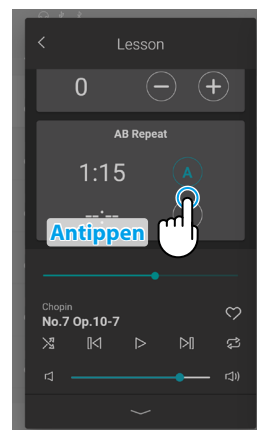 Lesson
0
AB Repeat
1:15
A
--:--
Antippen
Chopin
No.7 Op.10-7